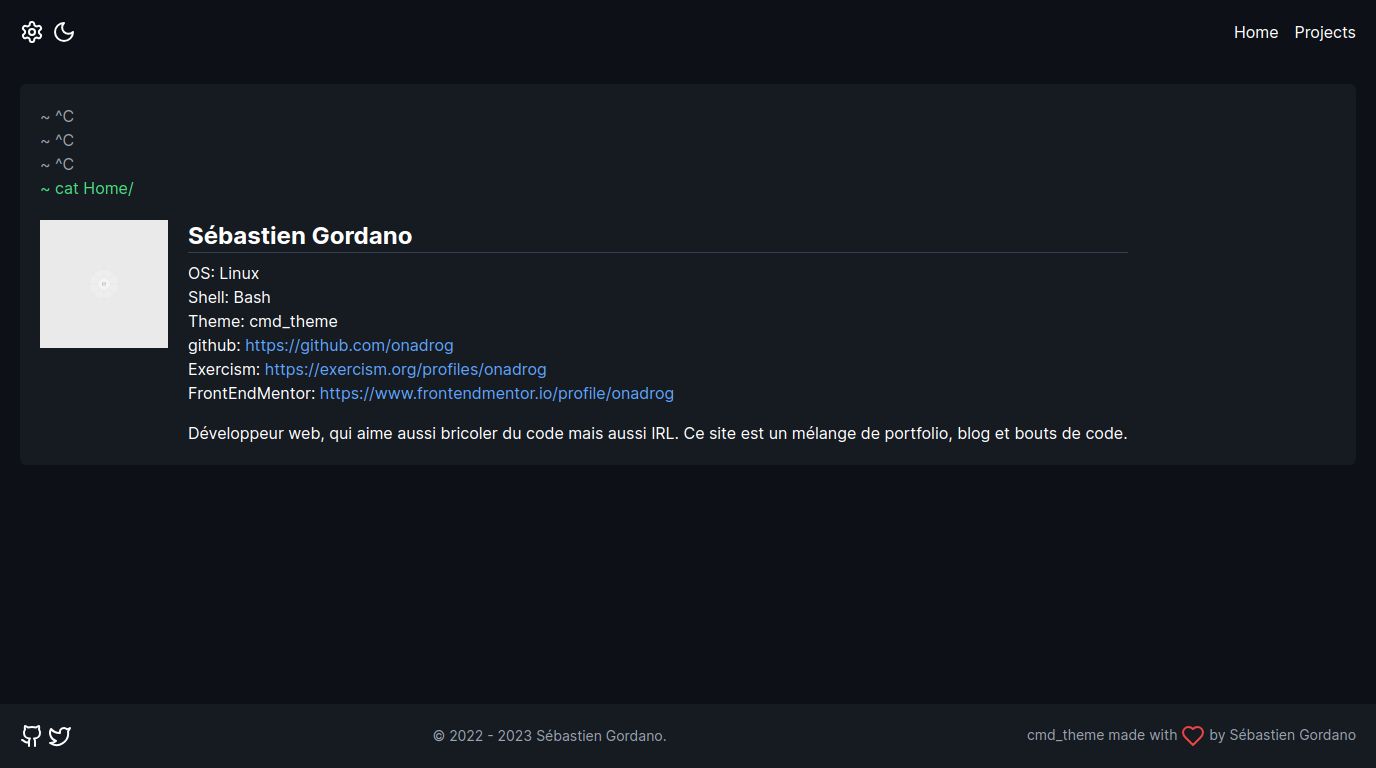 Home Projects
~ ^C
~ ^C
~ ^C
~ cat Home/
Sébastien Gordano
OS: Linux
Shell: Bash
Theme: cmd_theme
github: https://github.com/onadrog
Exercism: https://exercism.org/profiles/onadrog
FrontEndMentor: https://www.frontendmentor.io/profile/onadrog
Développeur web, qui aime aussi bricoler du code mais aussi IRL. Ce site est un mélange de portfolio, blog et bouts de code.
© 2022 - 2023 Sébastien Gordano.
cmd_theme made with by Sébastien Gordano